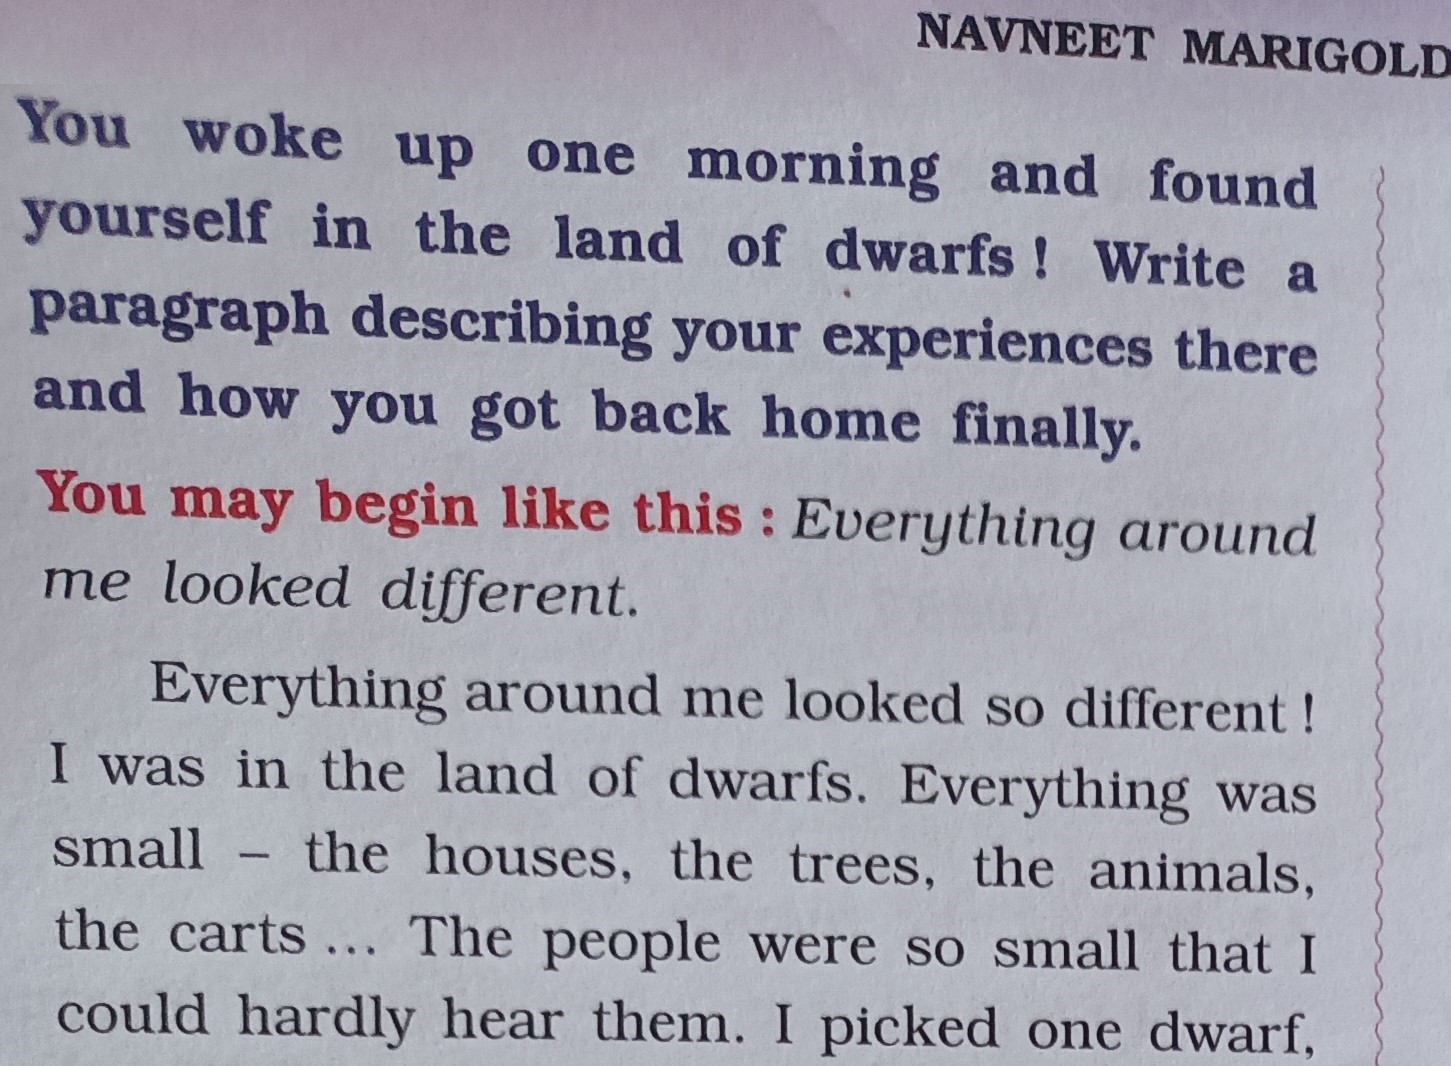 NAVNEET MARIGOLD
You woke up one morning and found
yourself in the land of dwarfs ! Write a
paragraph describing your experiences there
and how you got back home finally.
You may begin like this : Everything around
me looked different.
Everything around me looked so different !
I was in the land of dwarfs. Everything was
small – the houses, the trees, the animals,
the carts ... The people were so small that I
could hardly hear them. I picked one dwarf,